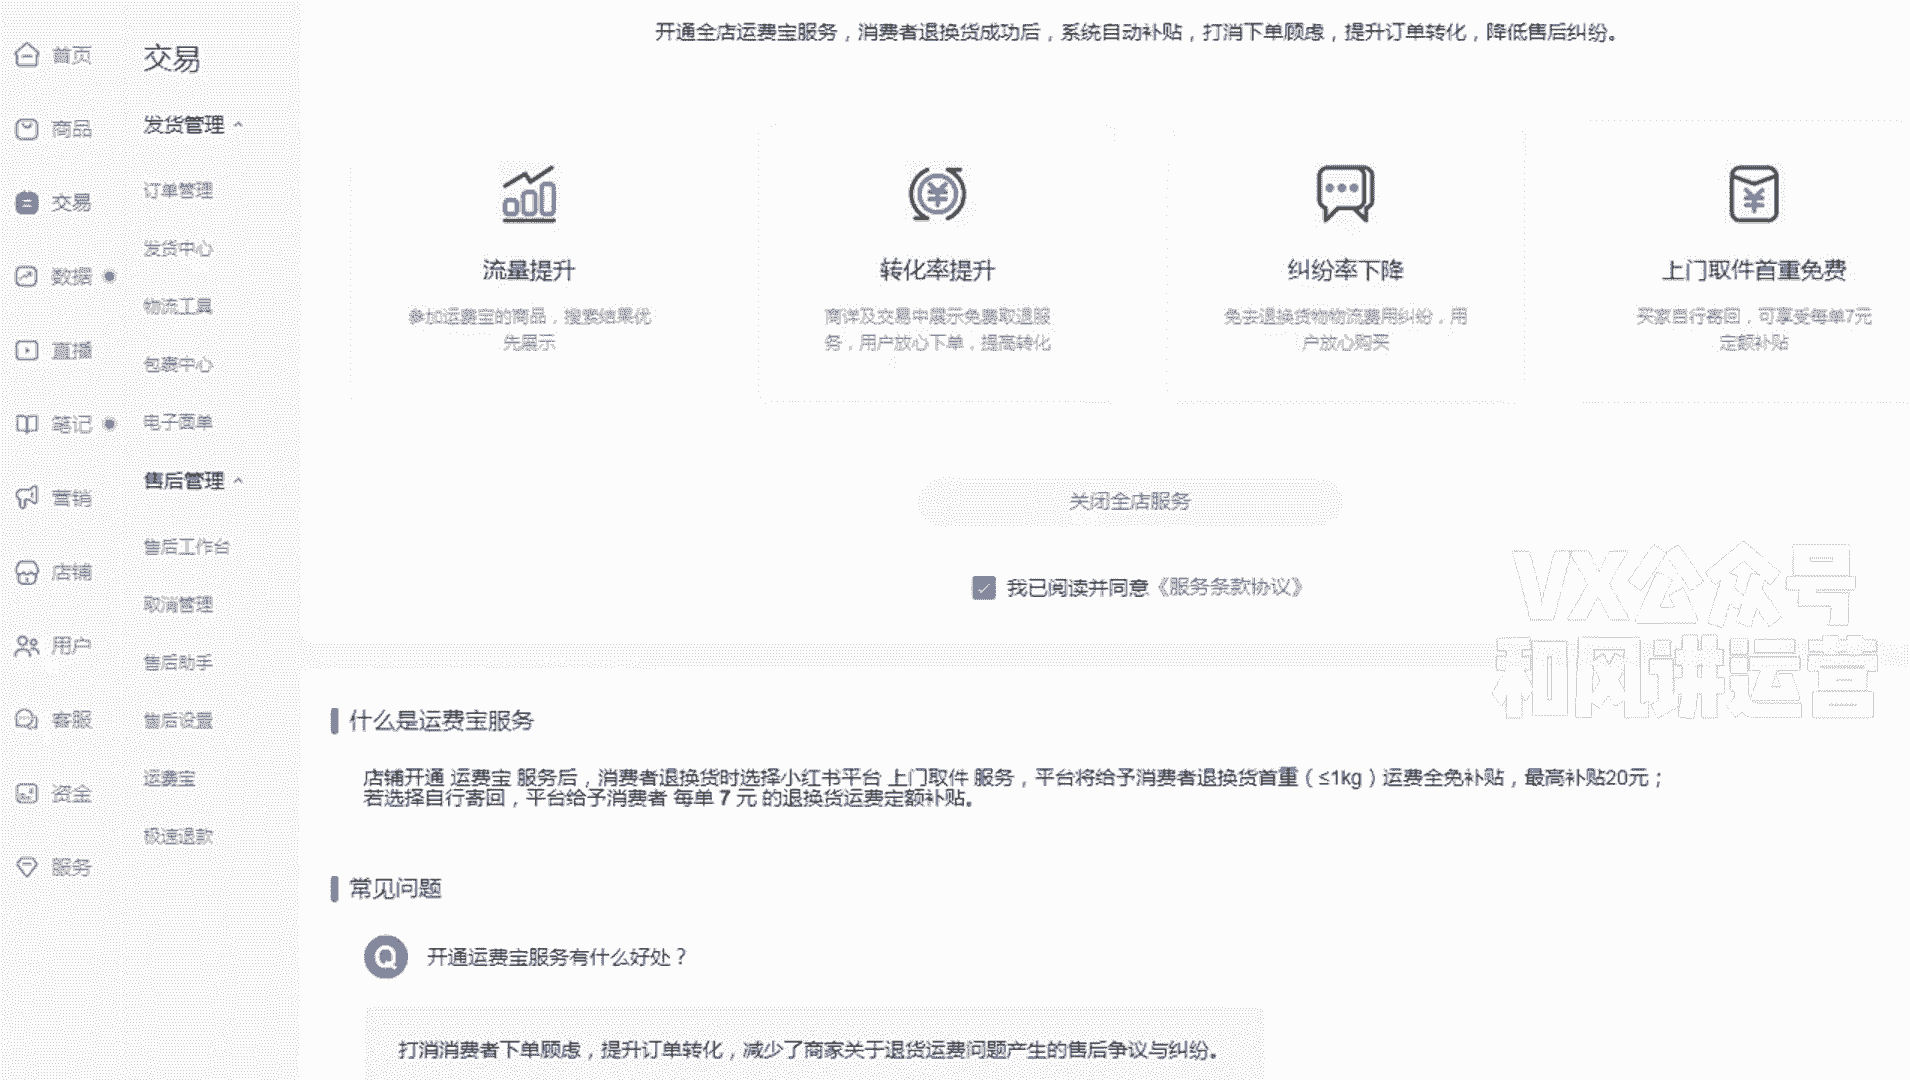 首页
商品
交易
数据
直播
笔记
营销
店铺
用户
客服
资金
服务
交易
发货管理
订单管理
发货中心
物流工具
包裹中心
电子面单
售后管理
售后工作台
取消管理
售后助手
售后设置
运费宝
极速退款
开通全店运费宝服务，消费者退换货成功后，系统自动补贴，打消下单顾虑，提升订单转化，降低售后纠纷。
流量提升
参加运费宝的商品，搜索结果优
先展示
转化率提升
商详及交易中展示免费取退服
务，用户放心下单，提高转化
纠纷率下降
免去退换货物物流费用纠纷，用
户放心购买
上门取件首重免费
买家自行寄回，可享受每单7元
定额补贴
关闭全店服务
我已阅读并同意《服务条款协议》
VX公众号
和风讲运营
什么是运费宝服务
店铺开通 运费宝 服务后，消费者退换货时选择小红书平台 上门取件 服务，平台将给予消费者退换货首重（≤1kg）运费全免补贴，最高补贴20元；
若选择自行寄回，平台给予消费者 每单 7 元 的退换货运费定额补贴。
常见问题
Q 开通运费宝服务有什么好处？
打消消费者下单顾虑，提升订单转化，减少了商家关于退货运费问题产生的售后争议与纠纷。